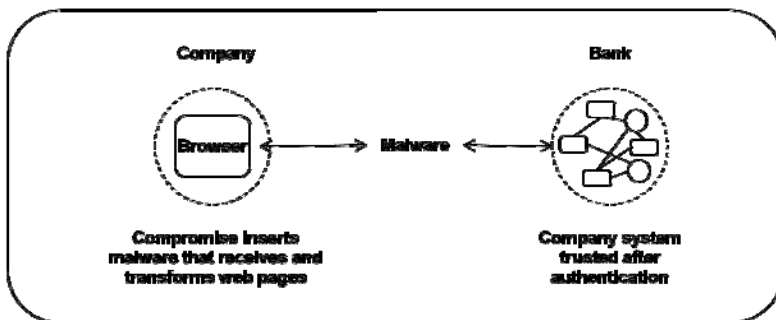 Company
Bank
Browser
Malware
Compromise inserts
malware that receives and
transforms web pages
Company system
trusted after
authentication